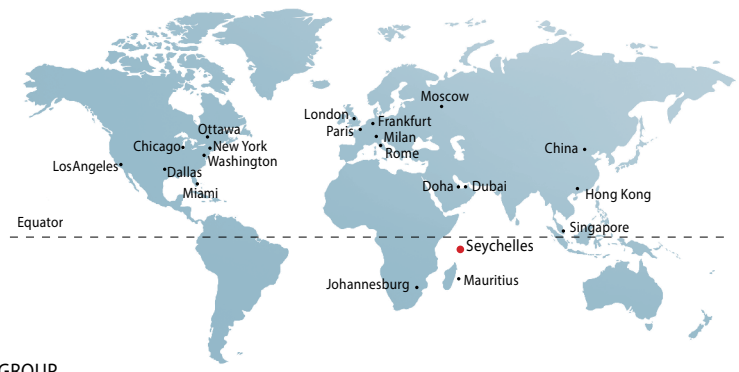 Moscow
London
Frankfurt
Paris
Milan
Rome
Ottawa
Chicago
New York
Washington
LosAngeles
Dallas
Miami
China
Doha
Dubai
Hong Kong
Equator
Singapore
Seychelles
Mauritius
Johannesburg
GROUP